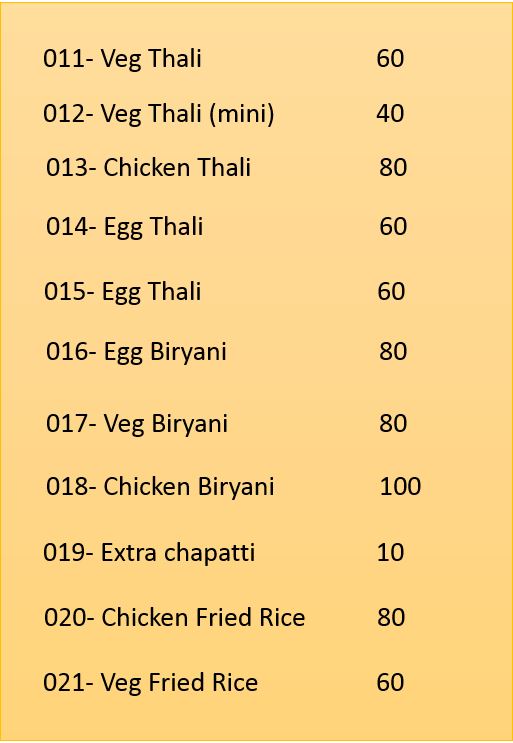 011- Veg Thali 60
012- Veg Thali (mini) 40
013- Chicken Thali 80
014- Egg Thali 60
015- Egg Thali 60
016- Egg Biryani 80
017- Veg Biryani 80
018- Chicken Biryani 100
019- Extra chapatti 10
020- Chicken Fried Rice 80
021- Veg Fried Rice 60